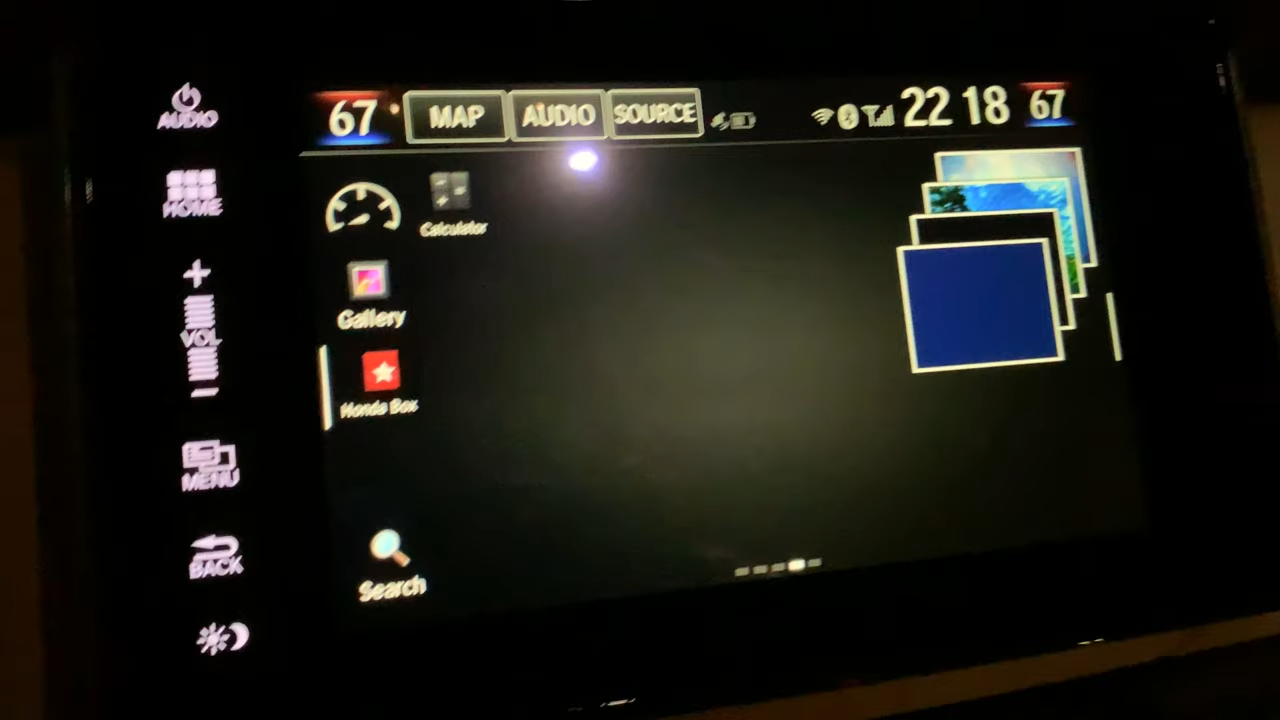 AUDIO
HOME
+
VOL
−
MENU
BACK
67 MAP AUDIO SOURCE 22 18 67
Calculator
Gallery
Honda Box
Search